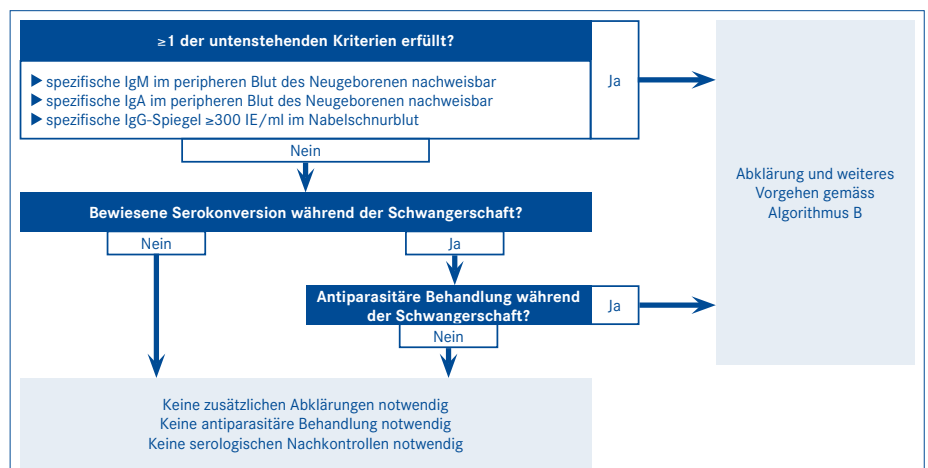 ≥1 der untenstehenden Kriterien erfüllt?
▶ spezifische IgM im peripheren Blut des Neugeborenen nachweisbar
▶ spezifische IgA im peripheren Blut des Neugeborenen nachweisbar
▶ spezifische IgG-Spiegel ≥300 IE/ml im Nabelschnurblut
Ja
Nein
Abklärung und weiteres
Vorgehen gemäss
Algorithmus B
Bewiesene Serokonversion während der Schwangerschaft?
Nein
Ja
Antiparasitäre Behandlung während
der Schwangerschaft?
Ja
Nein
Keine zusätzlichen Abklärungen notwendig
Keine antiparasitäre Behandlung notwendig
Keine serologischen Nachkontrollen notwendig